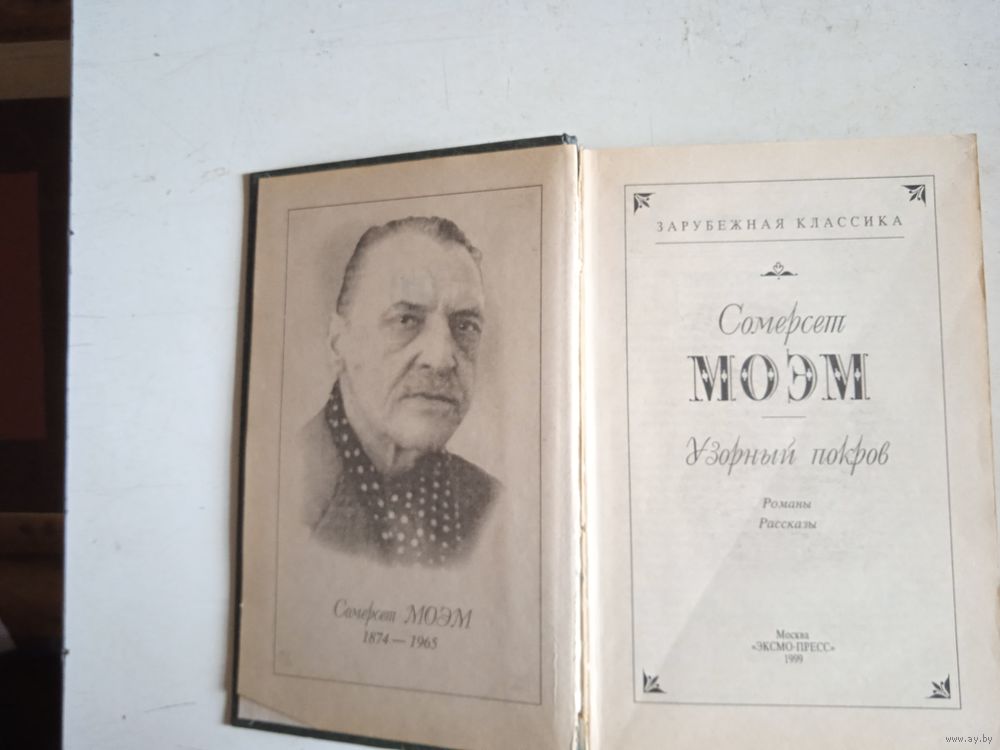 Сомерсет МОЭМ
1874 — 1965
ЗАРУБЕЖНАЯ КЛАССИКА
Сомерсет
МОЭМ
Узорный покров
Романы
Рассказы
Москва
«ЭКСМО-ПРЕСС»
1999
www.ay.by